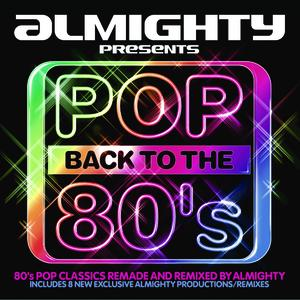 ALMIGHTY
PRESENTS
POP
BACK TO THE
80's
80's POP CLASSICS REMADE AND REMIXED BY ALMIGHTY
INCLUDES 8 NEW EXCLUSIVE ALMIGHTY PRODUCTIONS/REMIXES